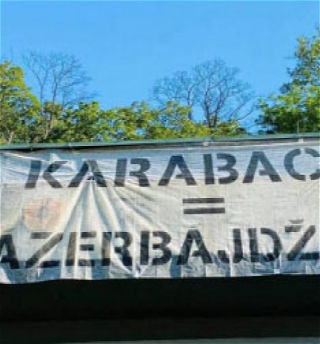 KARABAC
=
AZERBAJDŽ